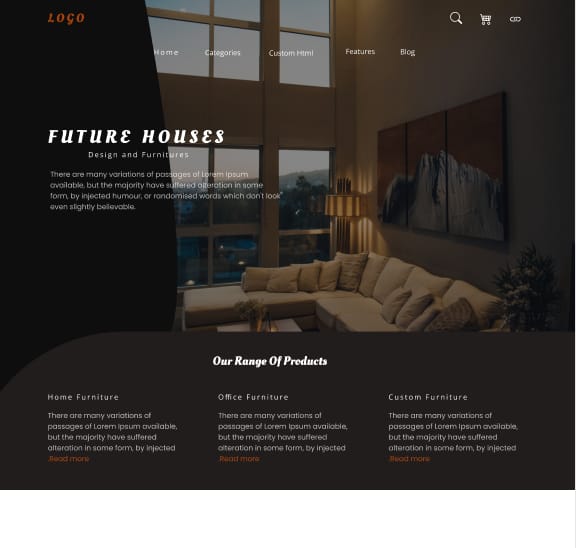 LOGO
Home Categories Custom Html Features Blog
FUTURE HOUSES
Design and Furnitures
There are many variations of passages of Lorem Ipsum
available, but the majority have suffered alteration in some
form, by injected humour, or randomised words which don't look"
even slightly believable.
Our Range Of Products
Home Furniture
There are many variations of
passages of Lorem Ipsum available,
but the majority have suffered
alteration in some form, by injected
.Read more
Office Furniture
There are many variations of
passages of Lorem Ipsum available,
but the majority have suffered
alteration in some form, by injected
.Read more
Custom Furniture
There are many variations of
passages of Lorem Ipsum available,
but the majority have suffered
alteration in some form, by injected
.Read more